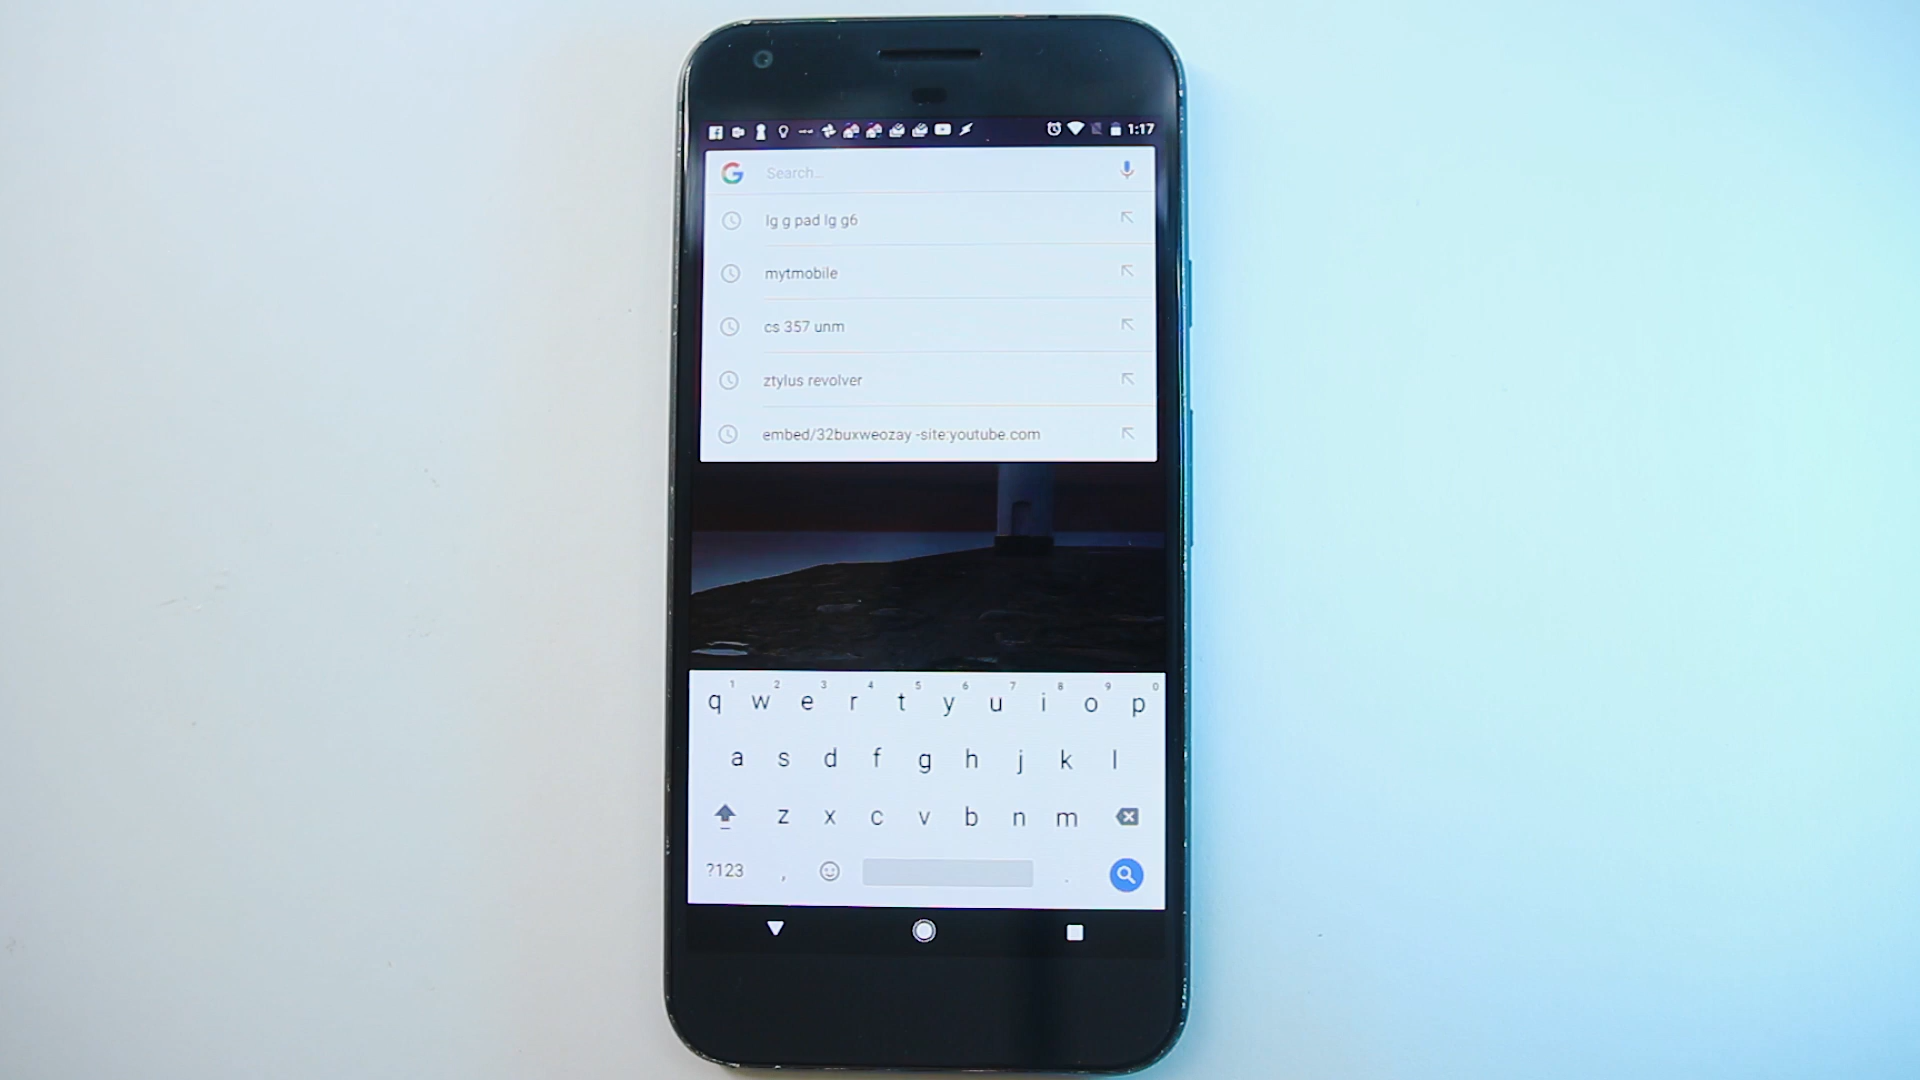 1:17
Search...
lg g pad lg g6
mytmobile
cs 357 unm
ztylus revolver
embed/32buxweozay -site:youtube.com
1 2 3 4 5 6 7 8 9 0
q w e r t y u i o p
a s d f g h j k l
z x c v b n m
?123 , .